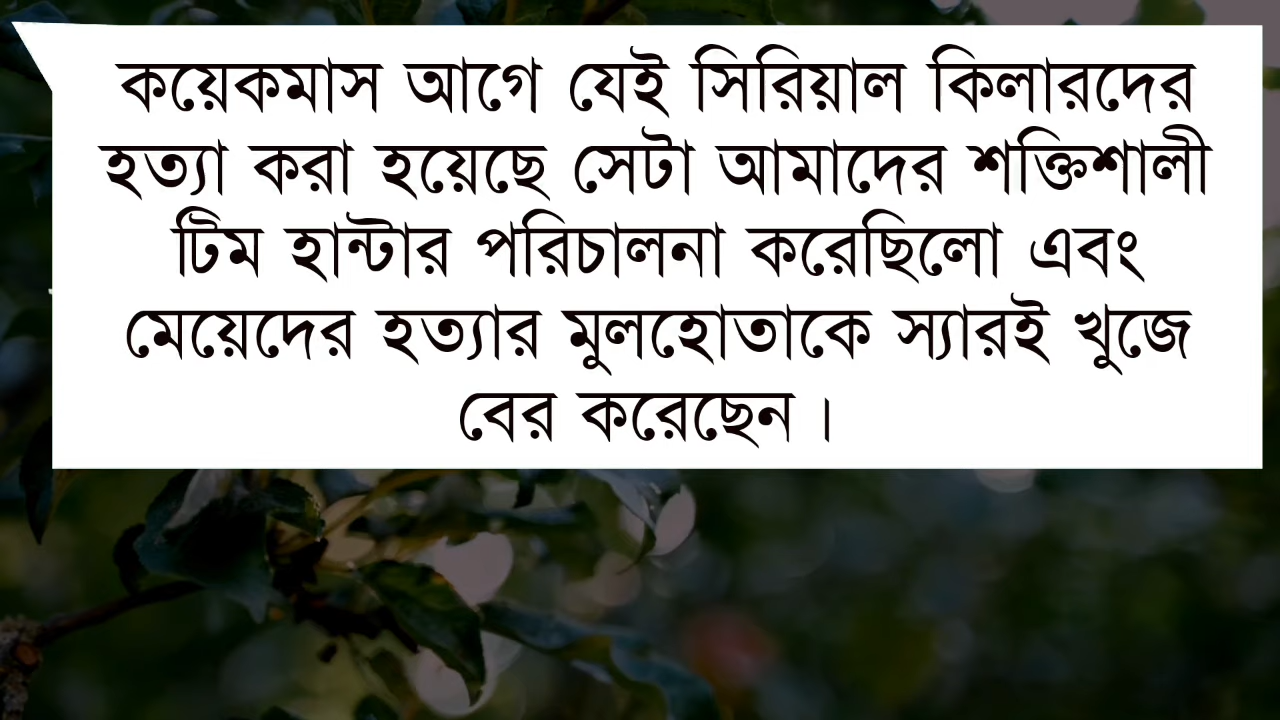 কয়েকমাস আগে যেই সিরিয়াল কিলারদের
হত্যা করা হয়েছে সেটা আমাদের শক্তিশালী
টিম হান্টার পরিচালনা করেছিলো এবং
মেয়েদের হত্যার মুলহোতাকে স্যারই খুজে
বের করেছেন।